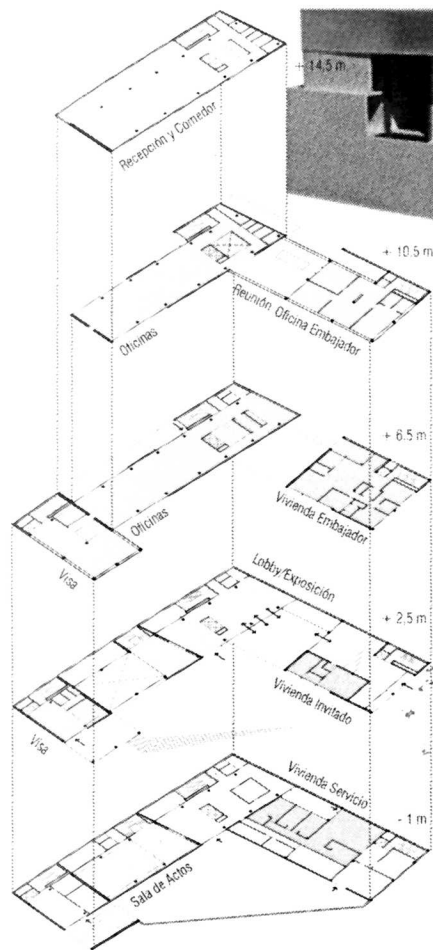 + 14,5 m
Recepción y Comedor
+ 10,5 m
Oficinas
Reunión Oficina Embajador
+ 6,5 m
Oficinas
Visa
Vivienda Embajador
Lobby/Exposición
+ 2,5 m
Visa
Vivienda Invitado
Vivienda Servicio
- 1 m
Sala de Actos